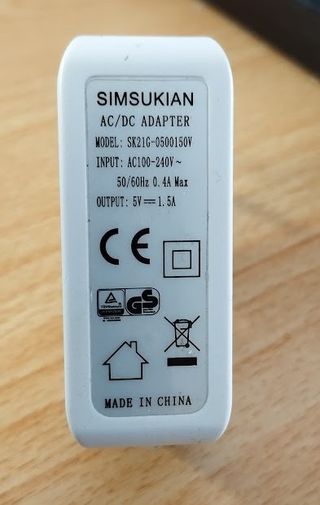 SIMSUKIAN
AC/DC ADAPTER
MODEL: SK21G-0500150V
INPUT: AC100-240V~
50/60Hz 0.4A Max
OUTPUT: 5V⎓1.5A
CE
GS
MADE IN CHINA